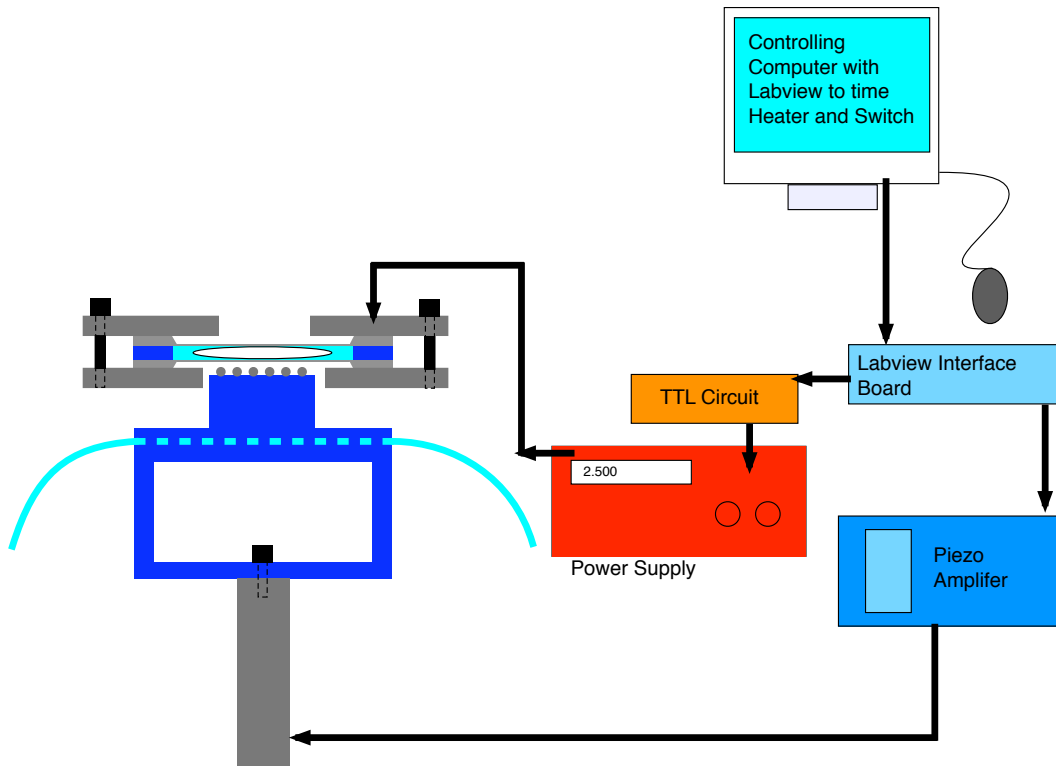 Controlling
Computer with
Labview to time
Heater and Switch
Labview Interface
Board
TTL Circuit
2.500
Power Supply
Piezo
Amplifer